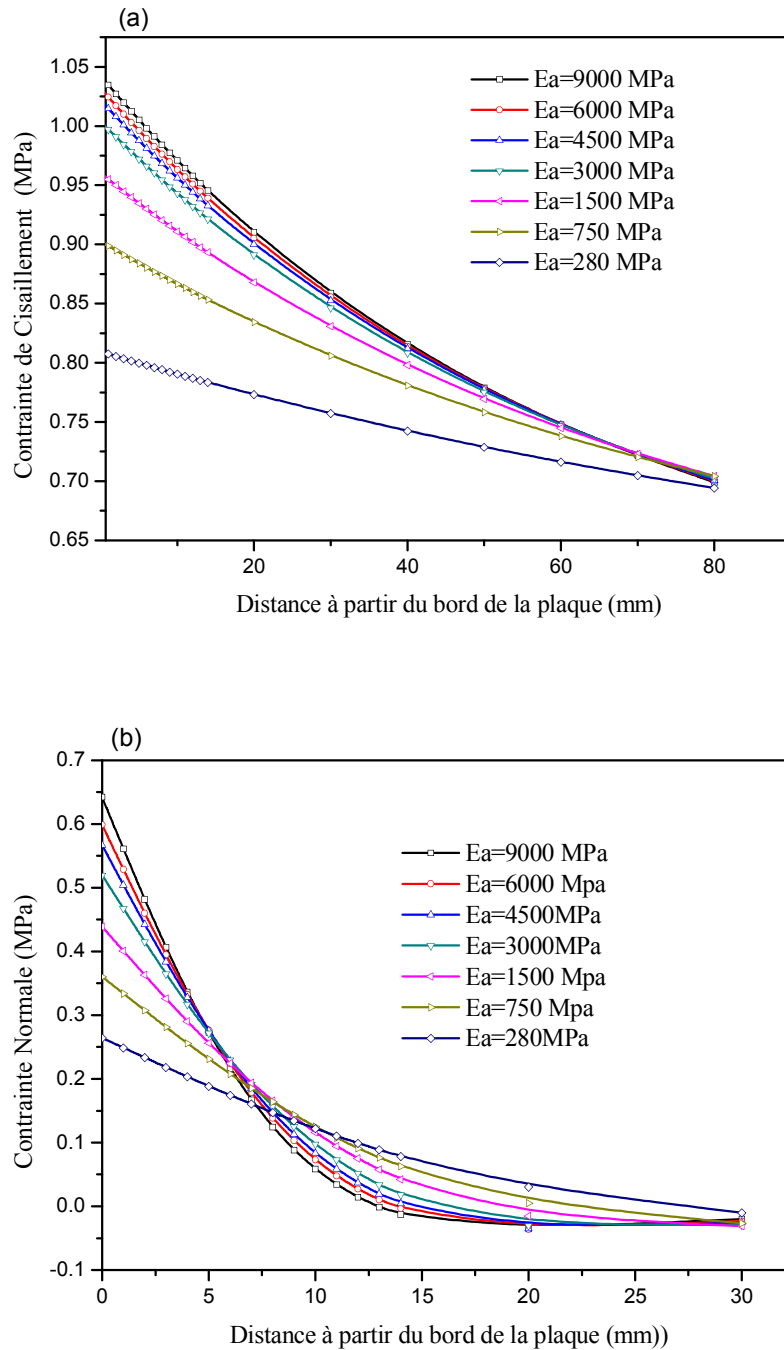 (a)
1.05
1.00
0.95
0.90
0.85
0.80
0.75
0.70
0.65
Contrainte de Cisaillement (MPa)
Ea=9000 MPa
Ea=6000 MPa
Ea=4500 MPa
Ea=3000 MPa
Ea=1500 MPa
Ea=750 MPa
Ea=280 MPa
20 40 60 80
Distance à partir du bord de la plaque (mm)
(b)
0.7
0.6
0.5
0.4
0.3
0.2
0.1
0.0
-0.1
Contrainte Normale (MPa)
Ea=9000 MPa
Ea=6000 Mpa
Ea=4500MPa
Ea=3000MPa
Ea=1500 Mpa
Ea=750 Mpa
Ea=280MPa
0 5 10 15 20 25 30
Distance à partir du bord de la plaque (mm))